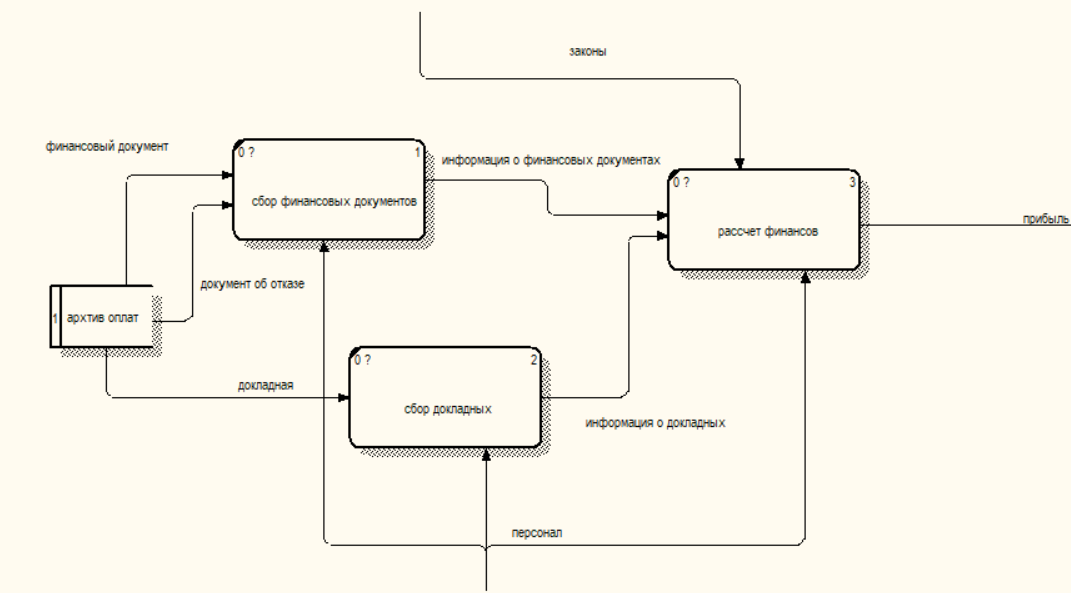 законы
финансовый документ
0 ?
1
информация о финансовых документах
сбор финансовых документов
0 ?
3
рассчет финансов
прибыль
документ об отказе
1
архтив оплат
0 ?
2
докладная
сбор докладных
информация о докладных
персонал